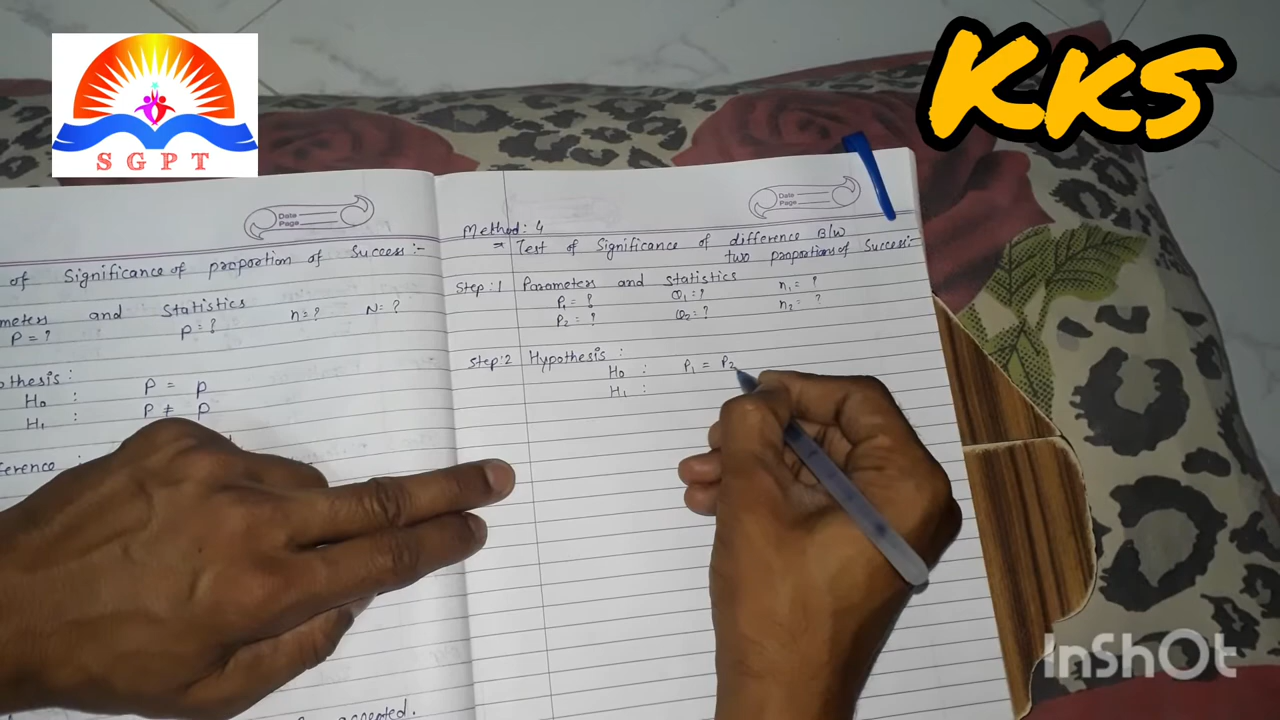 SGPT
KKS
Date
Page
of Significance of proportion of Success:-
meters and Statistics
P = ? p = ? n = ? N = ?
othesis:
H₀ : P = p
H₁ : P ≠ p
ference :
accepted.
Date
Page
Method: 4
= Test of Significance of difference B/W
two proportions of Success:-
Step:1 Parameters and statistics
P₁ = ? Q₁ = ? n₁ = ?
P₂ = ? Q₂ = ? n₂ = ?
Step:2 Hypothesis :
H₀ : P₁ = P₂
H₁ :
InShOt